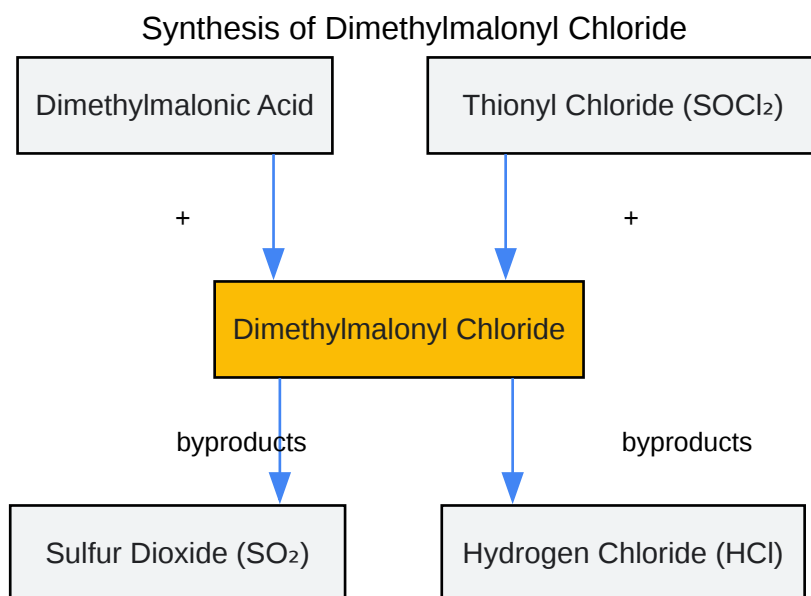 Synthesis of Dimethylmalonyl Chloride
Dimethylmalonic Acid
Thionyl Chloride (SOCl₂)
+
+
Dimethylmalonyl Chloride
byproducts
byproducts
Sulfur Dioxide (SO₂)
Hydrogen Chloride (HCl)